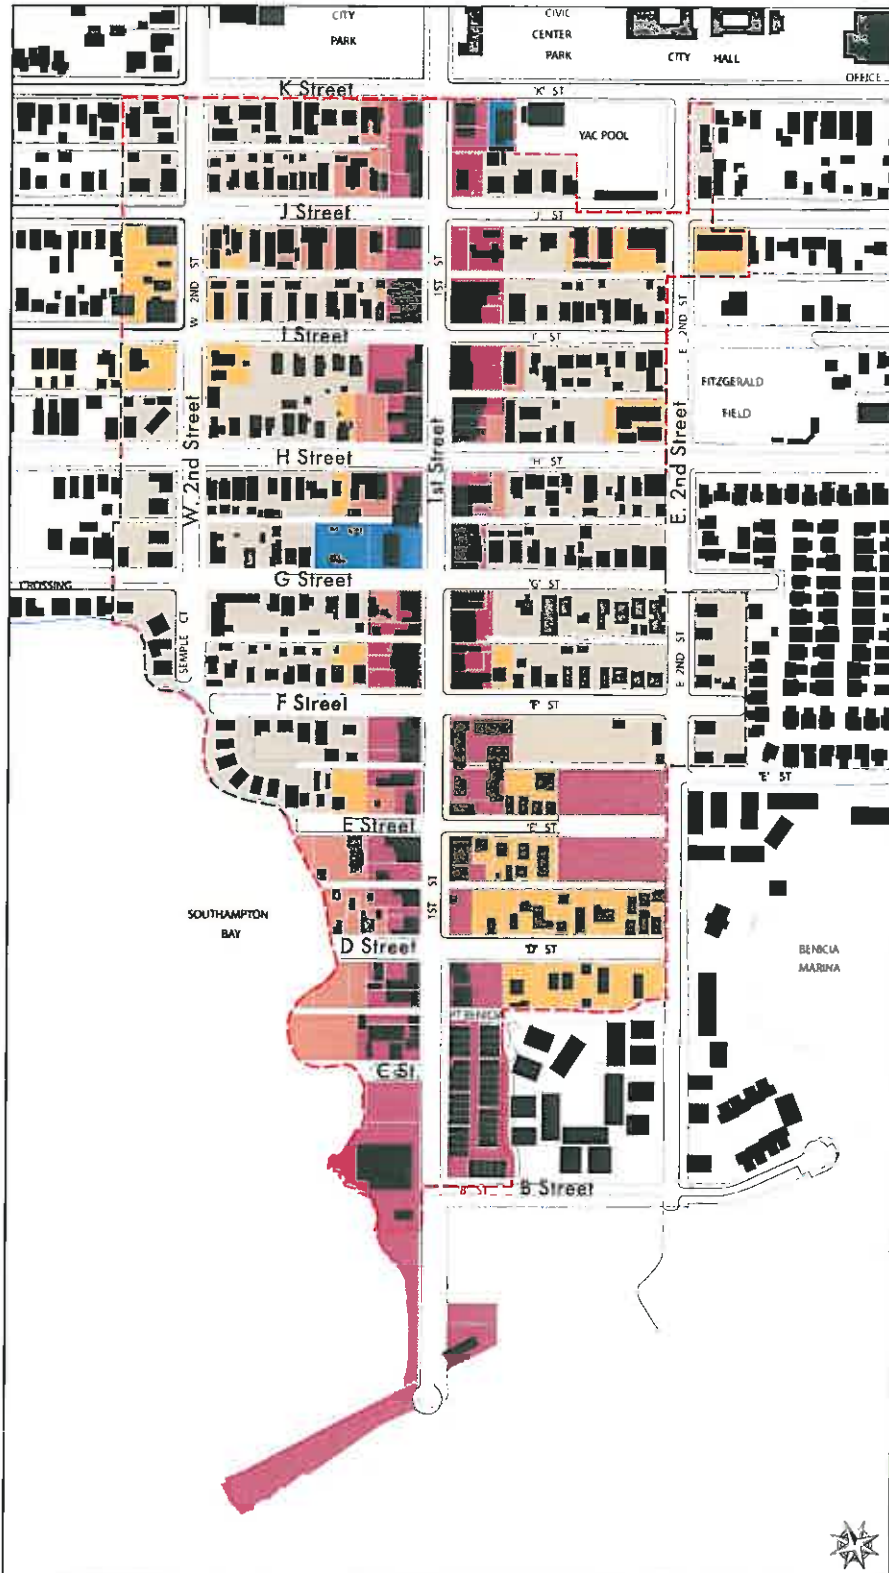 CITY
PARK
CIVIC
CENTER
PARK
CITY HALL
OFFICE
K Street
'K' ST
YAC POOL
J Street
'J' ST
W 2ND ST
1ST ST
E 2ND ST
I Street
'I' ST
FITZGERALD
FIELD
W. 2nd Street
1st Street
E. 2nd Street
H Street
'H' ST
G Street
'G' ST
CROSSING
SEMPLE CT
E 2ND ST
F Street
'F' ST
'E' ST
E Street
'E' ST
1ST ST
SOUTHAMPTON
BAY
D Street
'D' ST
BENICIA
MARINA
C St.
'B' ST
B Street